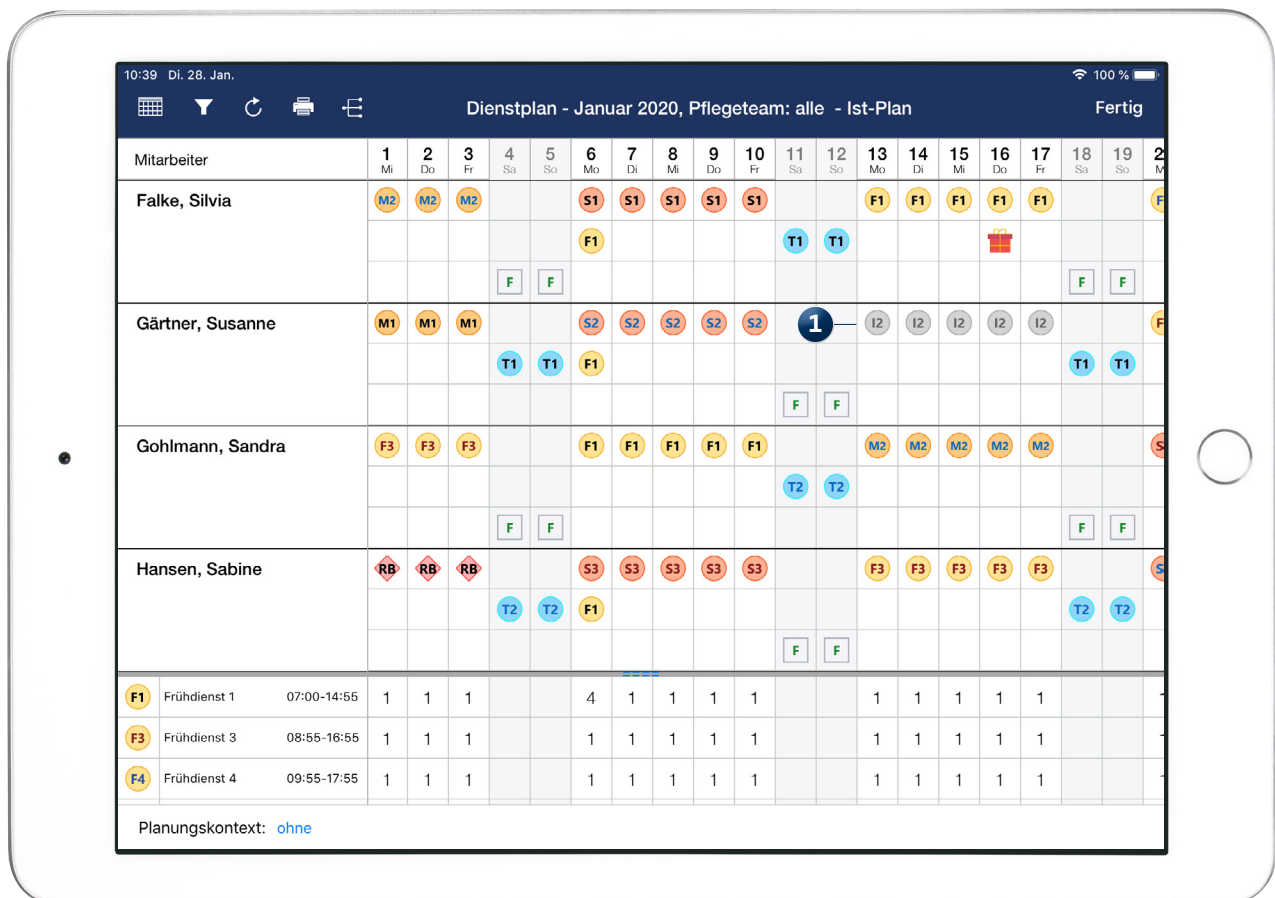 10:39 Di. 28. Jan. 100 %
Dienstplan - Januar 2020, Pflegeteam: alle - Ist-Plan Fertig
Mitarbeiter 1 2 3 4 5 6 7 8 9 10 11 12 13 14 15 16 17 18 19
Mi Do Fr Sa So Mo Di Mi Do Fr Sa So Mo Di Mi Do Fr Sa So
Falke, Silvia M2 M2 M2 S1 S1 S1 S1 S1 F1 F1 F1 F1 F1
F1 T1 T1
F F F F
Gärtner, Susanne M1 M1 M1 S2 S2 S2 S2 S2 1 I2 I2 I2 I2 I2
T1 T1 F1 T1 T1
F F
Gohlmann, Sandra F3 F3 F3 F1 F1 F1 F1 F1 M2 M2 M2 M2 M2
T2 T2
F F F F
Hansen, Sabine RB RB RB S3 S3 S3 S3 S3 F3 F3 F3 F3 F3
T2 T2 F1 T2 T2
F F
F1 Frühdienst 1 07:00-14:55 1 1 1 4 1 1 1 1 1 1 1 1 1
F3 Frühdienst 3 08:55-16:55 1 1 1 1 1 1 1 1 1 1 1 1 1
F4 Frühdienst 4 09:55-17:55 1 1 1 1 1 1 1 1 1 1 1 1 1
Planungskontext: ohne